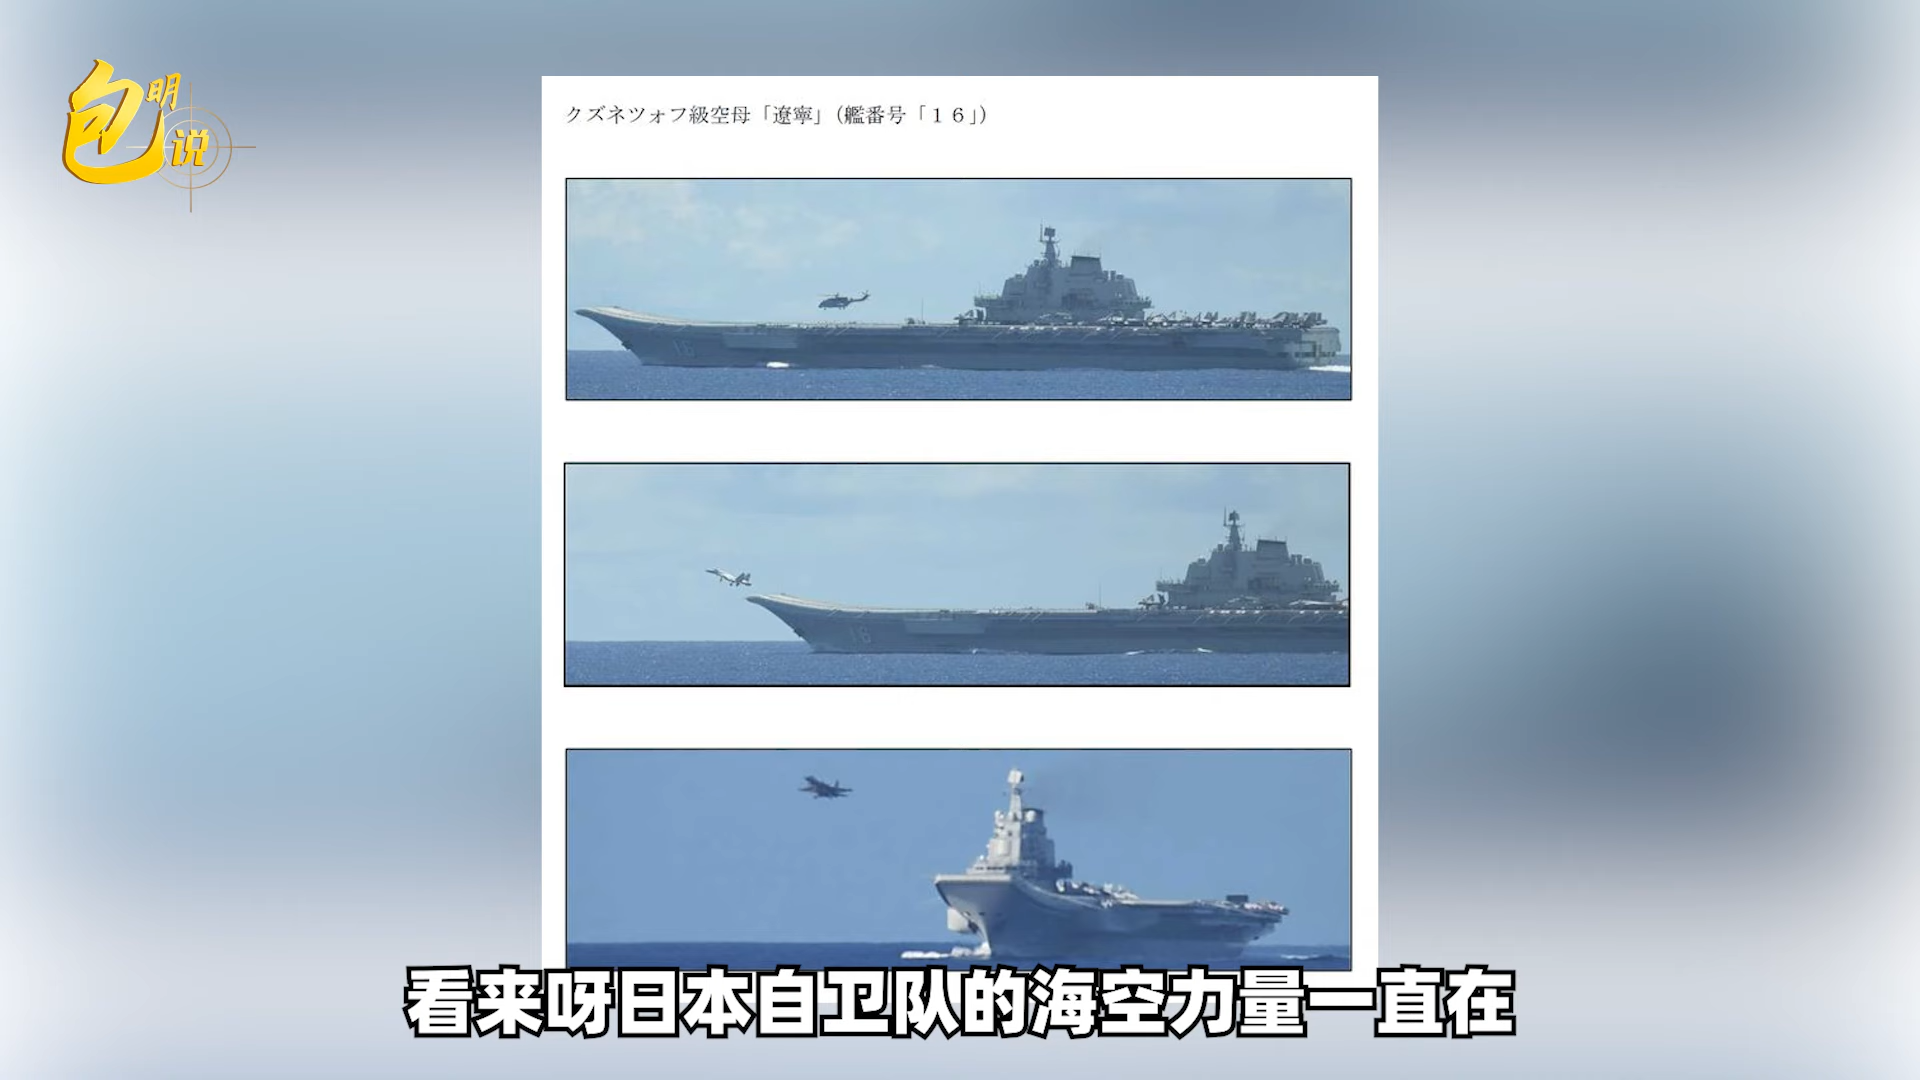 包明说
クズネツォフ級空母「遼寧」（艦番号「１６」）
16
16
看来呀日本自卫队的海空力量一直在